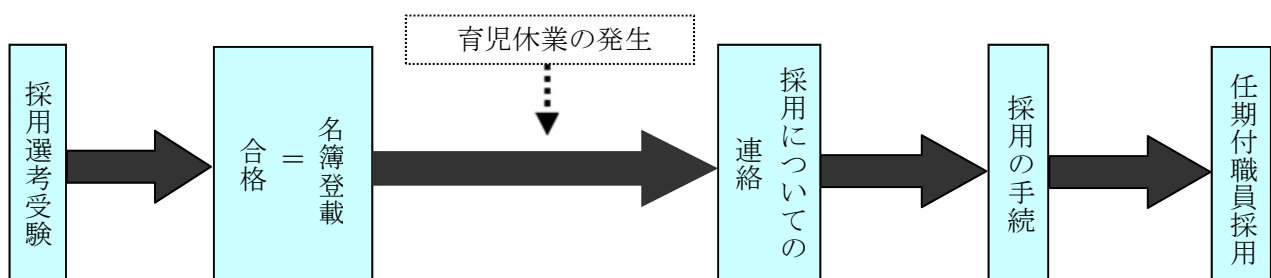 育児休業の発生
採用選考受験
合格
＝
名簿登載
採用についての
連絡
採用の手続
任期付職員採用